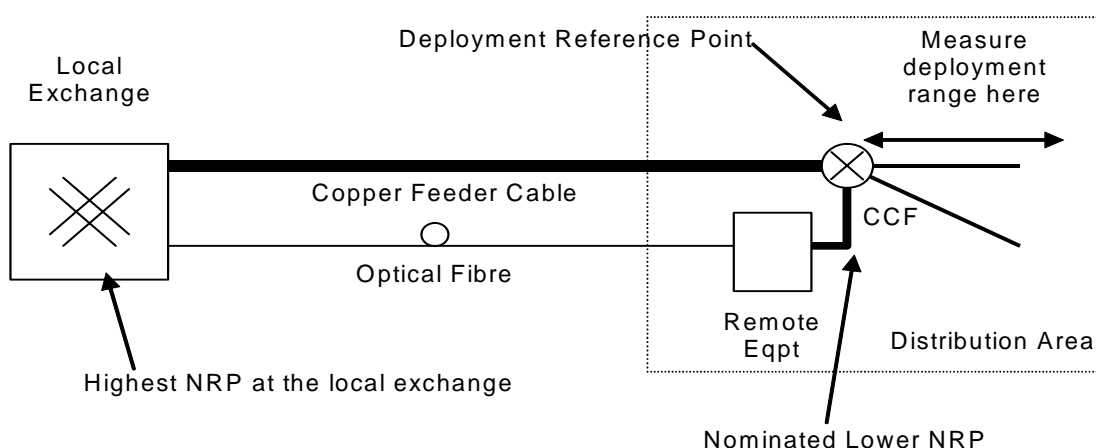 Deployment Reference Point
Measure
deployment
range here
Local
Exchange
Copper Feeder Cable
CCF
Optical Fibre
Remote
Eqpt
Distribution Area
Highest NRP at the local exchange
Nominated Lower NRP